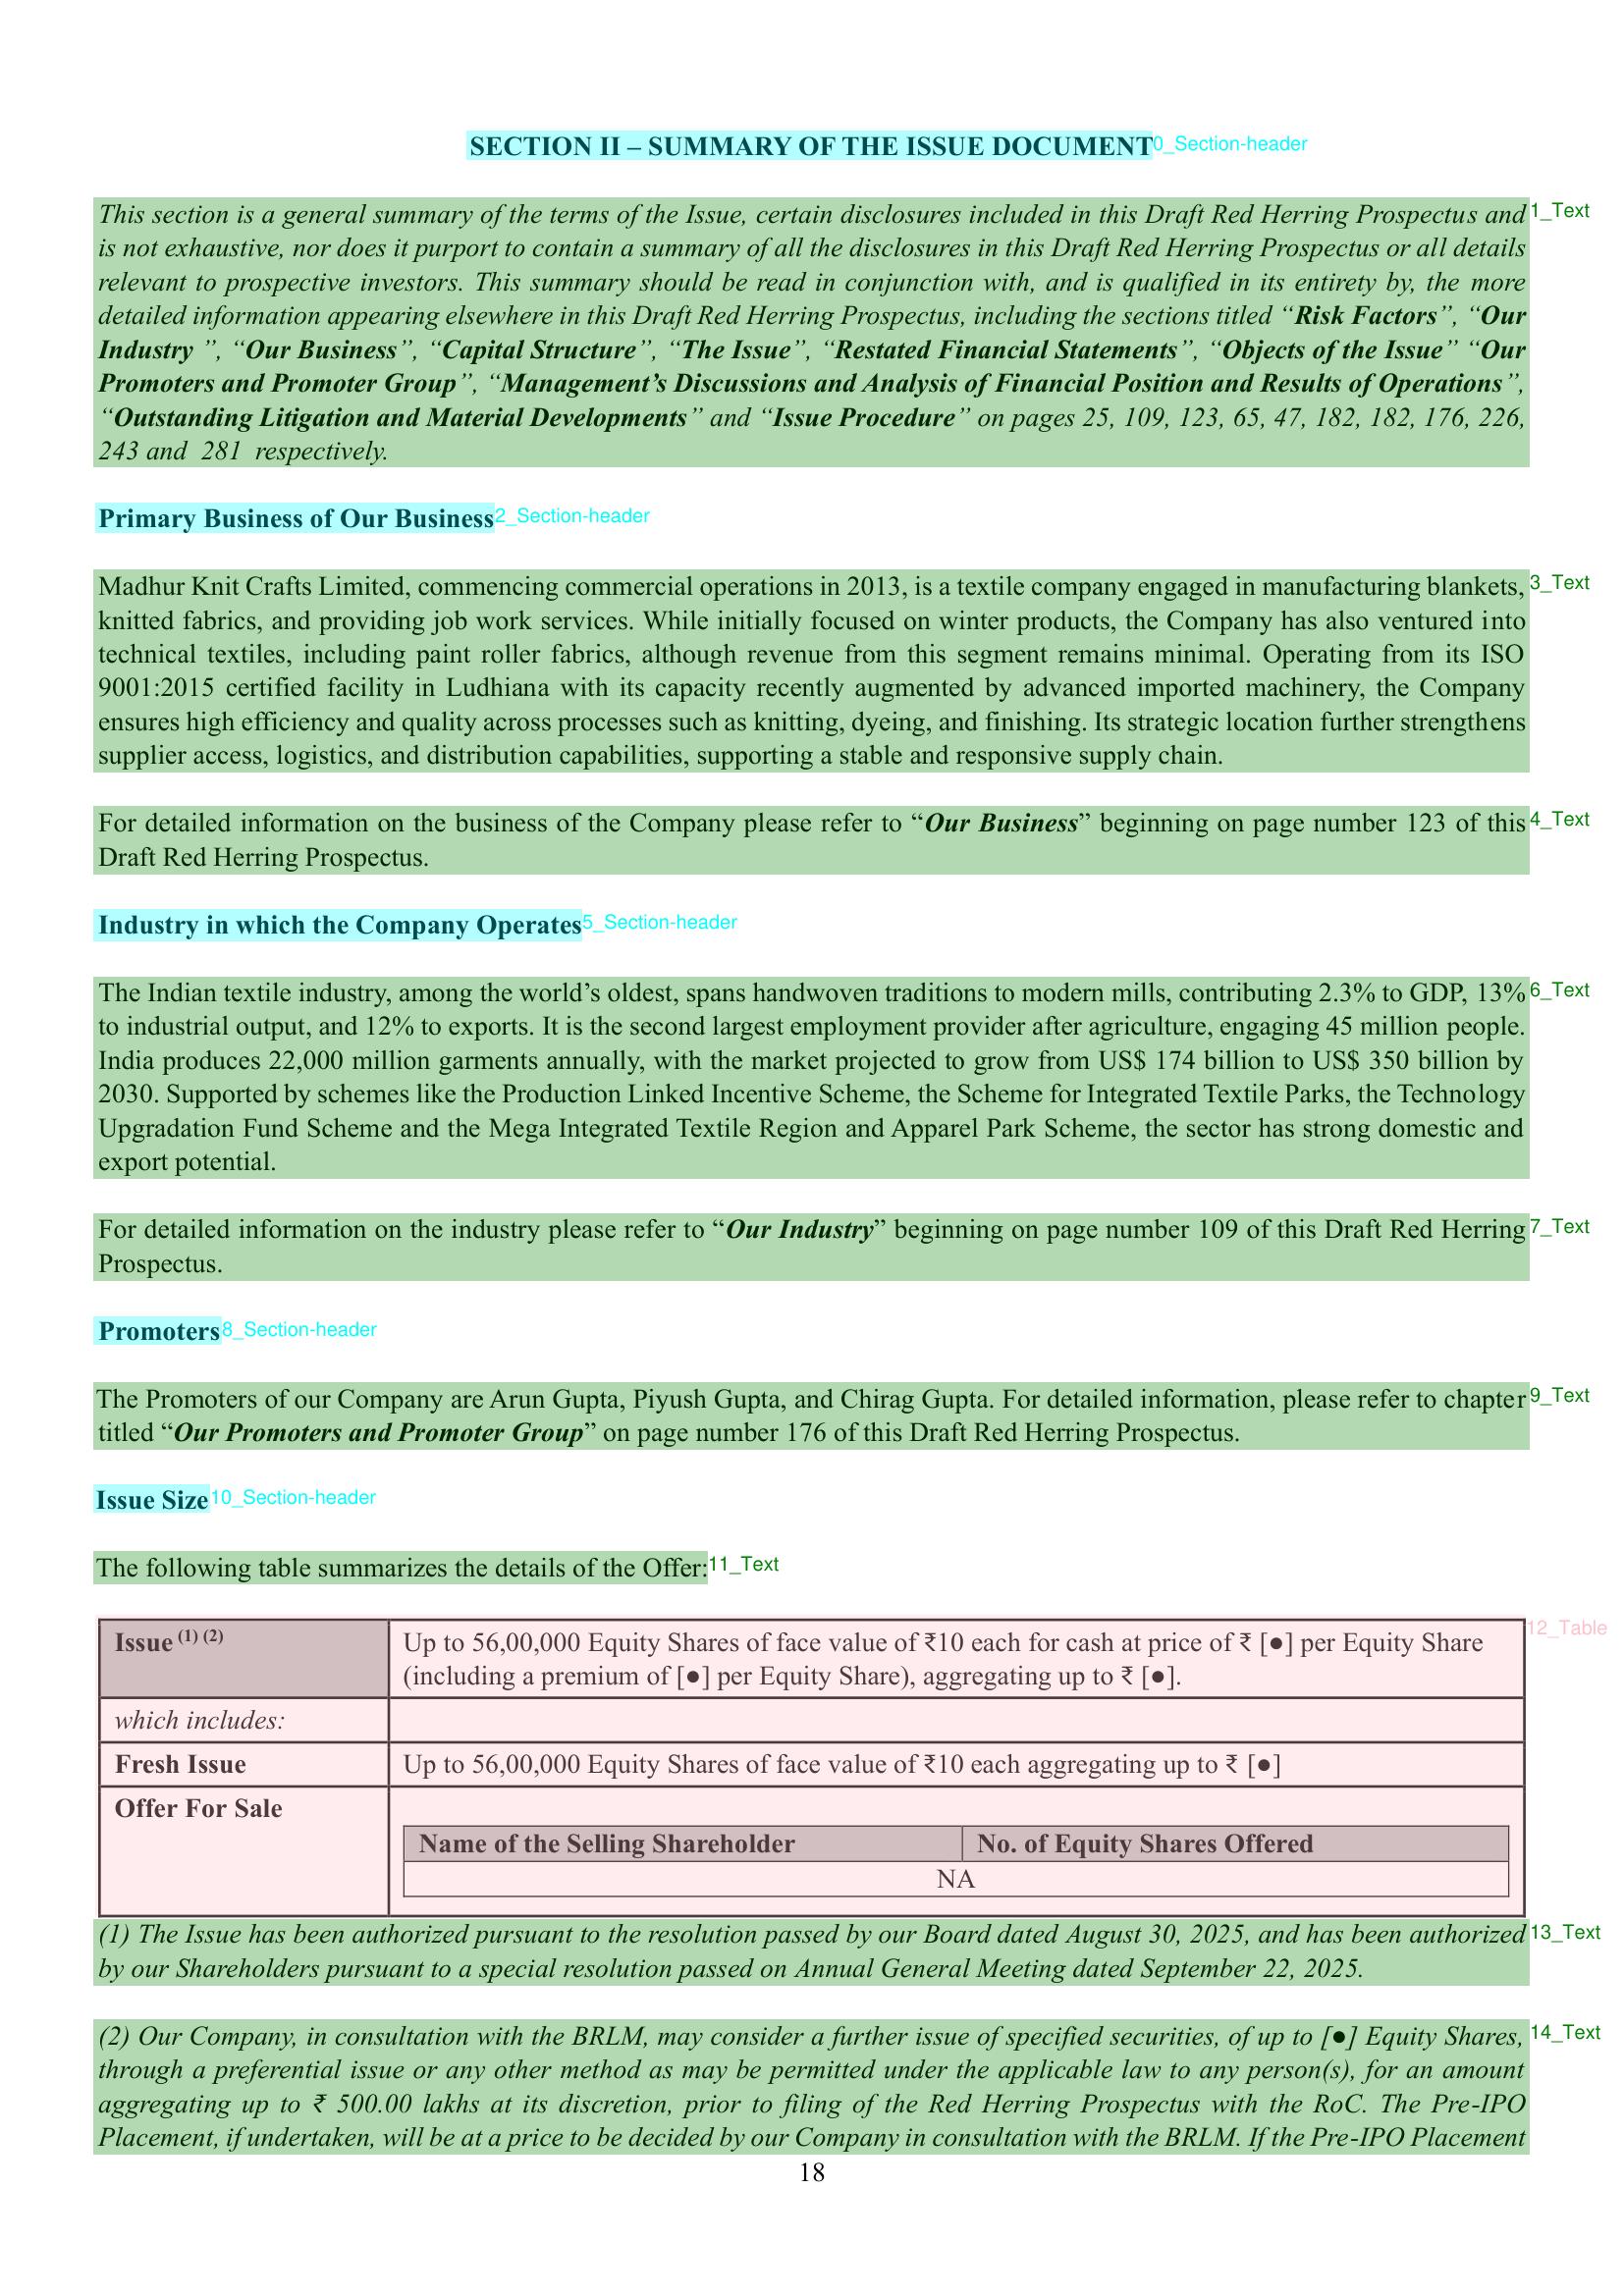 SECTION II – SUMMARY OF THE ISSUE DOCUMENT
0_Section-header
This section is a general summary of the terms of the Issue, certain disclosures included in this Draft Red Herring Prospectus and
1_Text
is not exhaustive, nor does it purport to contain a summary of all the disclosures in this Draft Red Herring Prospectus or all details
relevant to prospective investors. This summary should be read in conjunction with, and is qualified in its entirety by, the more
detailed information appearing elsewhere in this Draft Red Herring Prospectus, including the sections titled “Risk Factors”, “Our
Industry ”, “Our Business”, “Capital Structure”, “The Issue”, “Restated Financial Statements”, “Objects of the Issue” “Our
Promoters and Promoter Group”, “Management’s Discussions and Analysis of Financial Position and Results of Operations”,
“Outstanding Litigation and Material Developments” and “Issue Procedure” on pages 25, 109, 123, 65, 47, 182, 182, 176, 226,
243 and 281 respectively.
Primary Business of Our Business
2_Section-header
Madhur Knit Crafts Limited, commencing commercial operations in 2013, is a textile company engaged in manufacturing blankets,
3_Text
knitted fabrics, and providing job work services. While initially focused on winter products, the Company has also ventured into
technical textiles, including paint roller fabrics, although revenue from this segment remains minimal. Operating from its ISO
9001:2015 certified facility in Ludhiana with its capacity recently augmented by advanced imported machinery, the Company
ensures high efficiency and quality across processes such as knitting, dyeing, and finishing. Its strategic location further strengthens
supplier access, logistics, and distribution capabilities, supporting a stable and responsive supply chain.
For detailed information on the business of the Company please refer to “Our Business” beginning on page number 123 of this
4_Text
Draft Red Herring Prospectus.
Industry in which the Company Operates
5_Section-header
The Indian textile industry, among the world’s oldest, spans handwoven traditions to modern mills, contributing 2.3% to GDP, 13%
6_Text
to industrial output, and 12% to exports. It is the second largest employment provider after agriculture, engaging 45 million people.
India produces 22,000 million garments annually, with the market projected to grow from US$ 174 billion to US$ 350 billion by
2030. Supported by schemes like the Production Linked Incentive Scheme, the Scheme for Integrated Textile Parks, the Technology
Upgradation Fund Scheme and the Mega Integrated Textile Region and Apparel Park Scheme, the sector has strong domestic and
export potential.
For detailed information on the industry please refer to “Our Industry” beginning on page number 109 of this Draft Red Herring
7_Text
Prospectus.
Promoters
8_Section-header
The Promoters of our Company are Arun Gupta, Piyush Gupta, and Chirag Gupta. For detailed information, please refer to chapter
9_Text
titled “Our Promoters and Promoter Group” on page number 176 of this Draft Red Herring Prospectus.
Issue Size
10_Section-header
The following table summarizes the details of the Offer:
11_Text
12_Table
Issue (1) (2)
Up to 56,00,000 Equity Shares of face value of ₹10 each for cash at price of ₹ [●] per Equity Share
(including a premium of [●] per Equity Share), aggregating up to ₹ [●].
which includes:
Fresh Issue
Up to 56,00,000 Equity Shares of face value of ₹10 each aggregating up to ₹ [●]
Offer For Sale
Name of the Selling Shareholder
No. of Equity Shares Offered
NA
(1) The Issue has been authorized pursuant to the resolution passed by our Board dated August 30, 2025, and has been authorized
13_Text
by our Shareholders pursuant to a special resolution passed on Annual General Meeting dated September 22, 2025.
(2) Our Company, in consultation with the BRLM, may consider a further issue of specified securities, of up to [●] Equity Shares,
14_Text
through a preferential issue or any other method as may be permitted under the applicable law to any person(s), for an amount
aggregating up to ₹ 500.00 lakhs at its discretion, prior to filing of the Red Herring Prospectus with the RoC. The Pre-IPO
Placement, if undertaken, will be at a price to be decided by our Company in consultation with the BRLM. If the Pre-IPO Placement
18